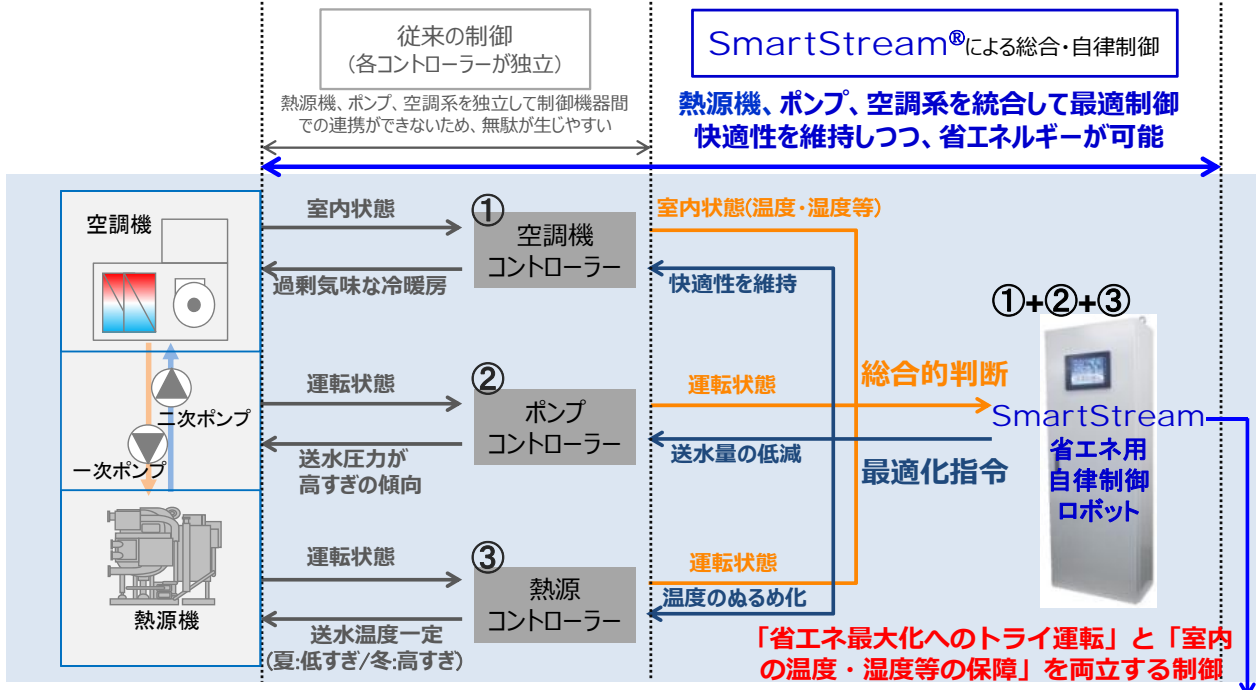 従来の制御
(各コントローラーが独立)
熱源機、ポンプ、空調系を独立して制御機器間
での連携ができないため、無駄が生じやすい
SmartStream®による総合・自律制御
熱源機、ポンプ、空調系を統合して最適制御
快適性を維持しつつ、省エネルギーが可能
空調機
二次ポンプ
一次ポンプ
熱源機
室内状態
過剰気味な冷暖房
①
空調機
コントローラー
室内状態(温度・湿度等)
快適性を維持
運転状態
送水圧力が
高すぎの傾向
②
ポンプ
コントローラー
運転状態
送水量の低減
運転状態
送水温度一定
(夏:低すぎ/冬:高すぎ)
③
熱源
コントローラー
運転状態
温度のぬるめ化
総合的判断
最適化指令
①+②+③
SmartStream
省エネ用
自律制御
ロボット
「省エネ最大化へのトライ運転」と「室内
の温度・湿度等の保障」を両立する制御